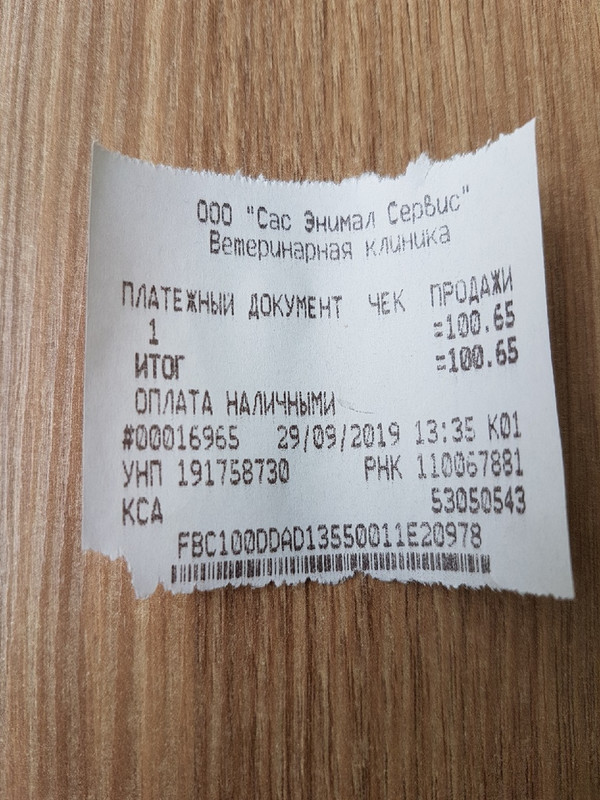 ООО "Сас Энимал Сервис"
Ветеринарная клиника
ПЛАТЕЖНЫЙ ДОКУМЕНТ ЧЕК ПРОДАЖИ
1 =100.65
ИТОГ =100.65
ОПЛАТА НАЛИЧНЫМИ
#00016965 29/09/2019 13:35 К01
УНП 191758730 РНК 110067881
КСА 53050543
FBC100DDAD13550011E20978